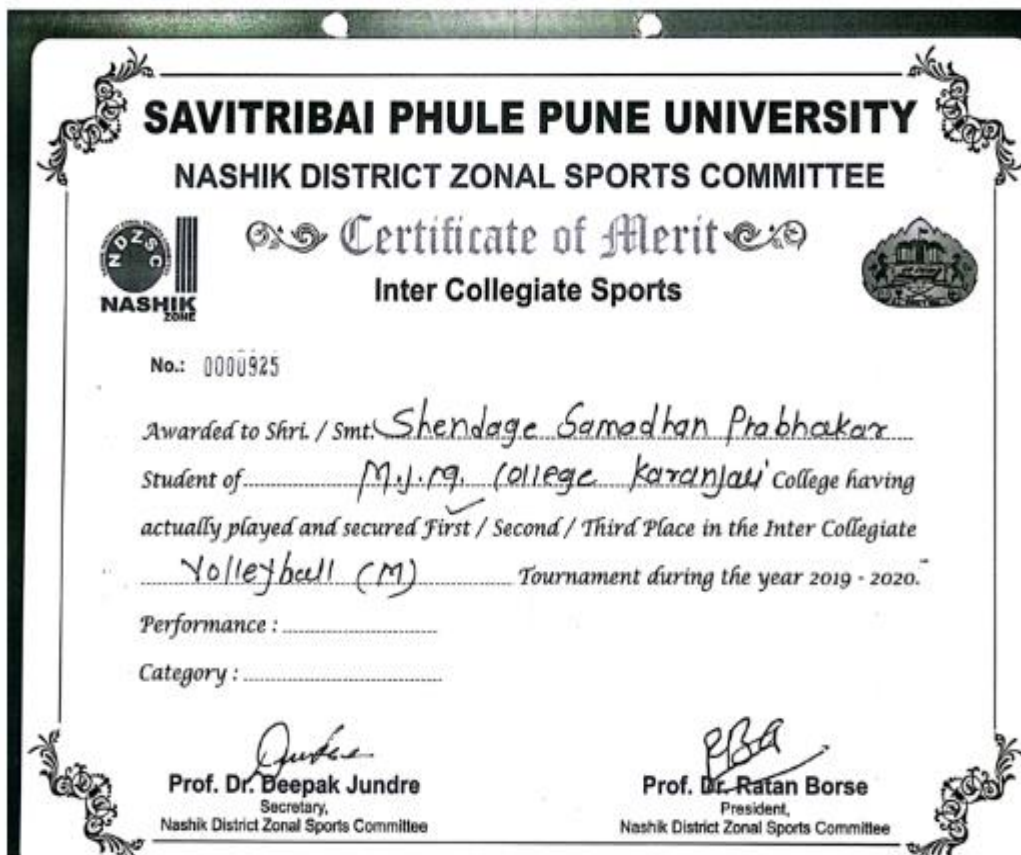 SAVITRIBAI PHULE PUNE UNIVERSITY
NASHIK DISTRICT ZONAL SPORTS COMMITTEE
Certificate of Merit
NDZSC
NASHIK
ZONE
Inter Collegiate Sports
No.: 0000925
Awarded to Shri. / Smt. Shendage Samadhan Prabhakar
Student of M.J.M. College Karanjali College having
actually played and secured First / Second / Third Place in the Inter Collegiate
Volleyball (M) Tournament during the year 2019 - 2020.
Performance :
Category :
Prof. Dr. Deepak Jundre
Secretary,
Nashik District Zonal Sports Committee
Prof. Dr. Ratan Borse
President,
Nashik District Zonal Sports Committee